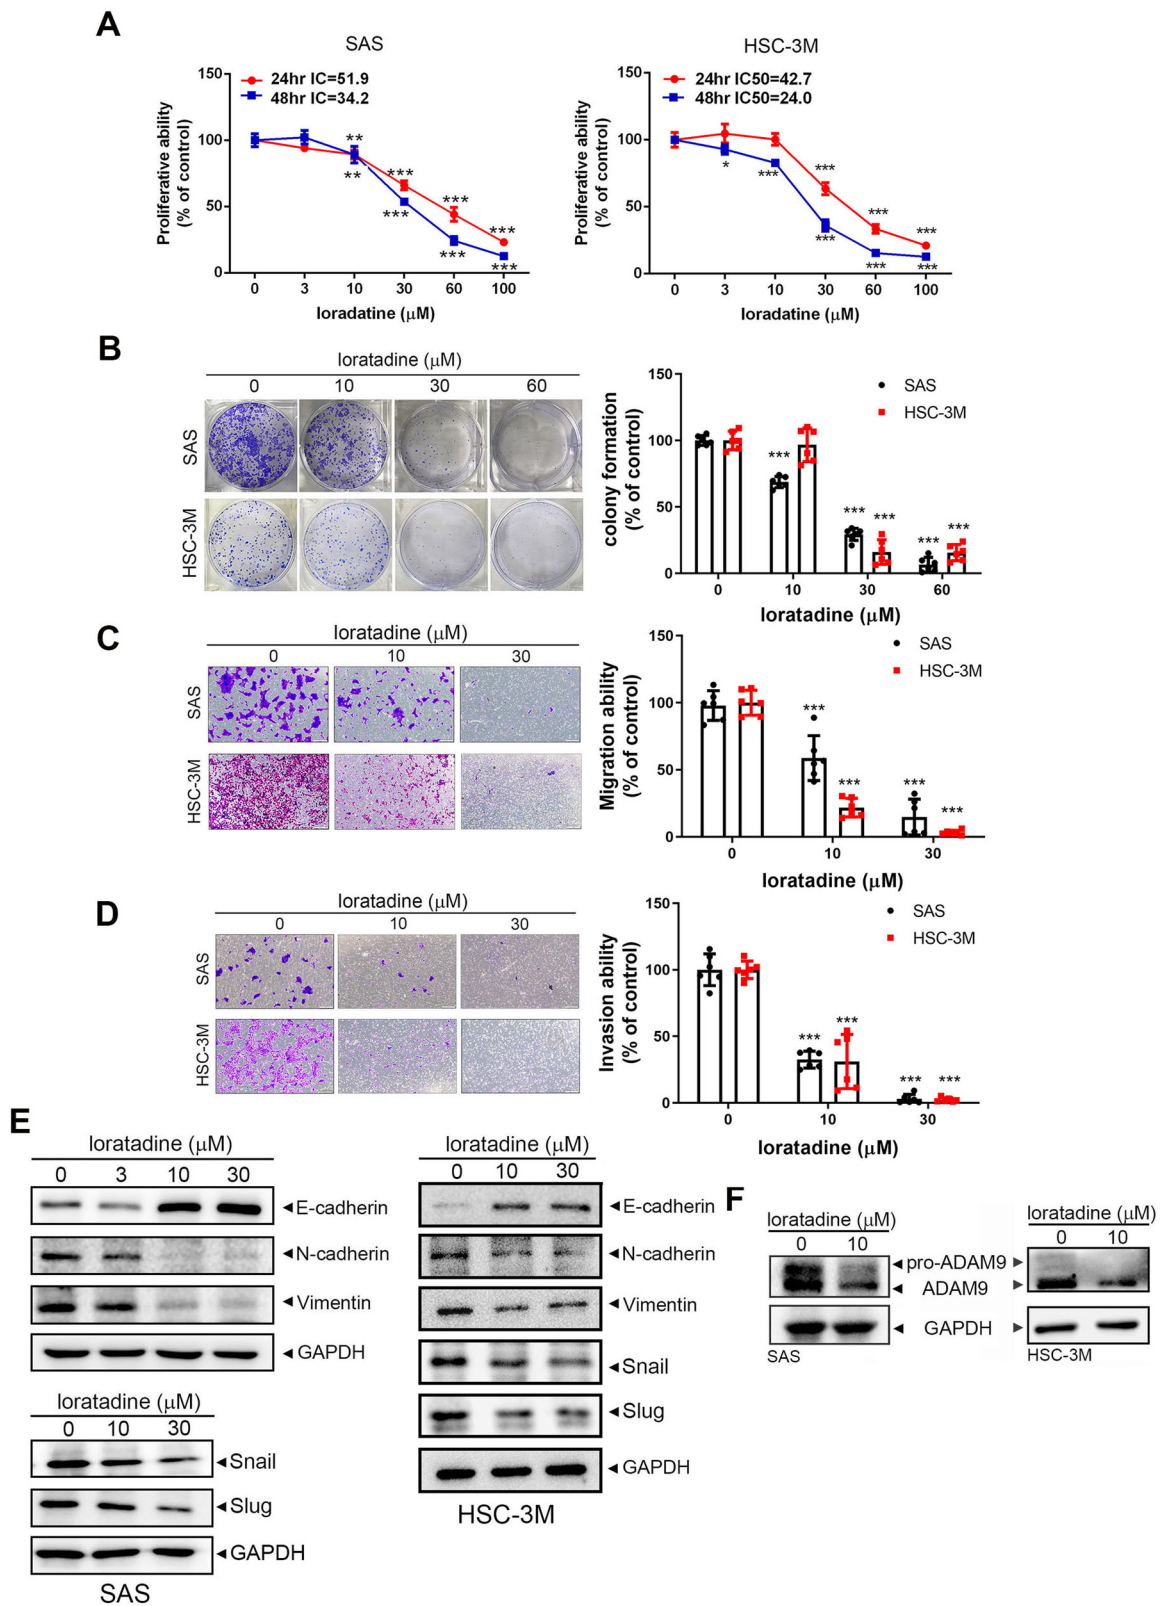 A
SAS
150
100
50
0
Proliferative ability
(% of control)
24hr IC=51.9
48hr IC=34.2
**
**
***
***
***
***
***
***
0 3 10 30 60 100
loradatine (μM)
HSC-3M
150
100
50
0
Proliferative ability
(% of control)
24hr IC50=42.7
48hr IC50=24.0
*
***
***
***
***
***
***
***
0 3 10 30 60 100
loradatine (μM)
B
loratadine (μM)
0 10 30 60
SAS
HSC-3M
150
100
50
0
colony formation
(% of control)
SAS
HSC-3M
***
*** ***
*** ***
0 10 30 60
loratadine (μM)
C
loratadine (μM)
0 10 30
SAS
HSC-3M
150
100
50
0
Migration ability
(% of control)
SAS
HSC-3M
*** ***
*** ***
0 10 30
loratadine (μM)
D
loratadine (μM)
0 10 30
SAS
HSC-3M
150
100
50
0
Invasion ability
(% of control)
SAS
HSC-3M
*** ***
*** ***
0 10 30
loratadine (μM)
E
loratadine (μM)
0 3 10 30
E-cadherin
N-cadherin
Vimentin
GAPDH
loratadine (μM)
0 10 30
Snail
Slug
GAPDH
SAS
loratadine (μM)
0 10 30
E-cadherin
N-cadherin
Vimentin
Snail
Slug
GAPDH
HSC-3M
F
loratadine (μM)
0 10
pro-ADAM9
ADAM9
GAPDH
SAS
loratadine (μM)
0 10
HSC-3M